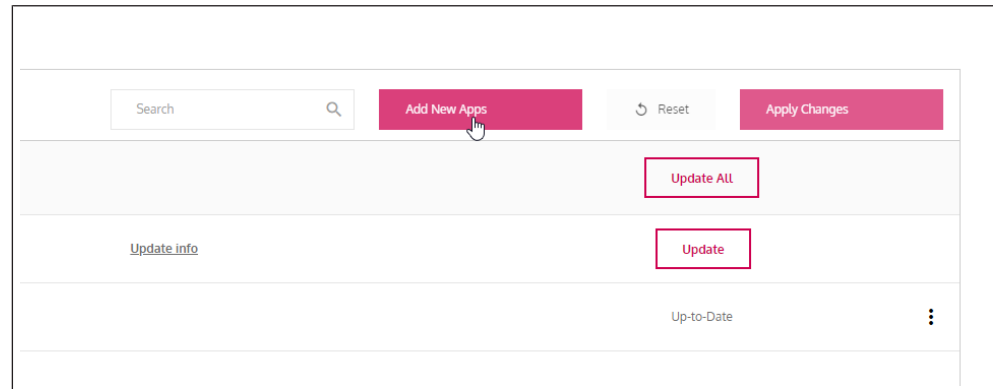 Search
Add New Apps
Reset
Apply Changes
Update All
Update info
Update
Up-to-Date